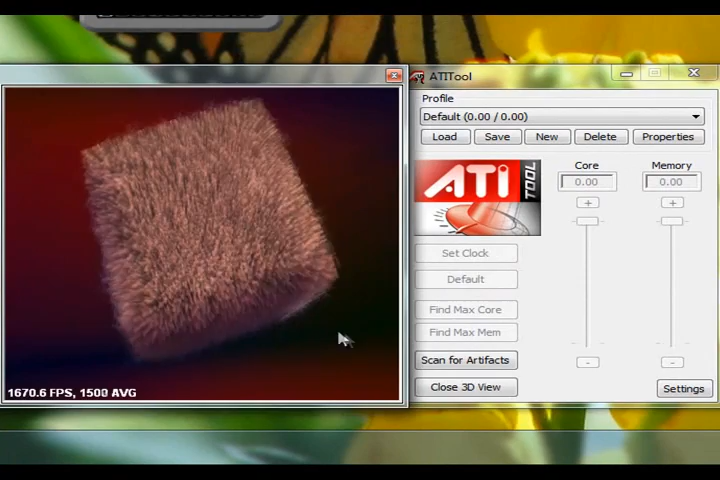 ATITool
Profile
Default (0.00 / 0.00)
Load Save New Delete Properties
ATI TOOL
Core Memory
0.00 0.00
Set Clock
Default
Find Max Core
Find Max Mem
Scan for Artifacts
Close 3D View
Settings
1670.6 FPS, 1500 AVG